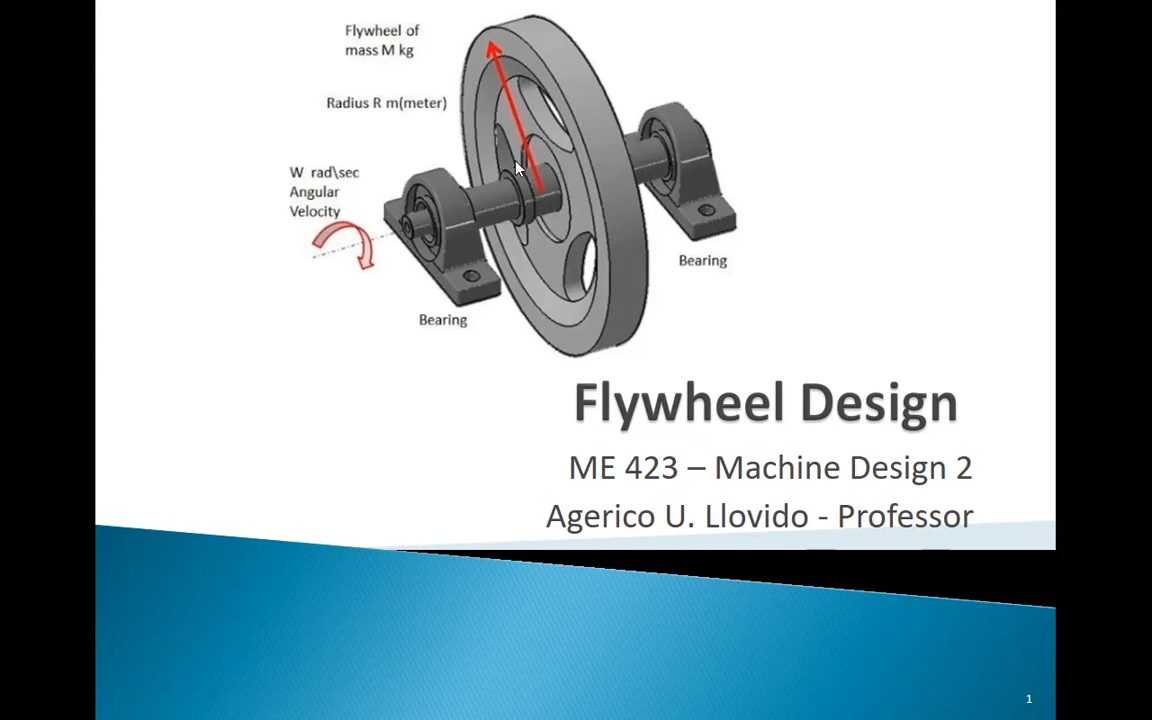 Flywheel of
mass M kg
Radius R m(meter)
W rad\sec
Angular
Velocity
Bearing
Bearing
Flywheel Design
ME 423 – Machine Design 2
Agerico U. Llovido - Professor
1